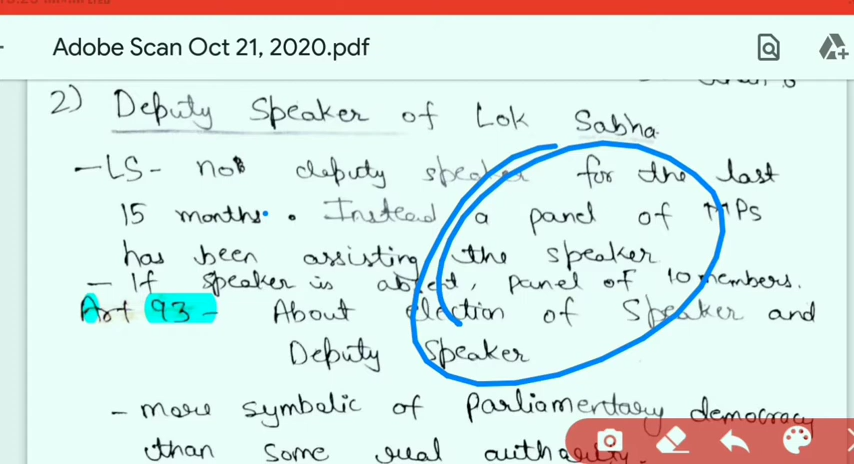 Adobe Scan Oct 21, 2020.pdf
2) Deputy Speaker of Lok Sabha.
- LS - no deputy speaker for the last
15 months. Instead a panel of MPs
has been assisting the speaker
- If speaker is absent, panel of 10 members.
Art 93 - About election of Speaker and
Deputy Speaker
- more symbolic of Parliamentary democracy
than some real authority.